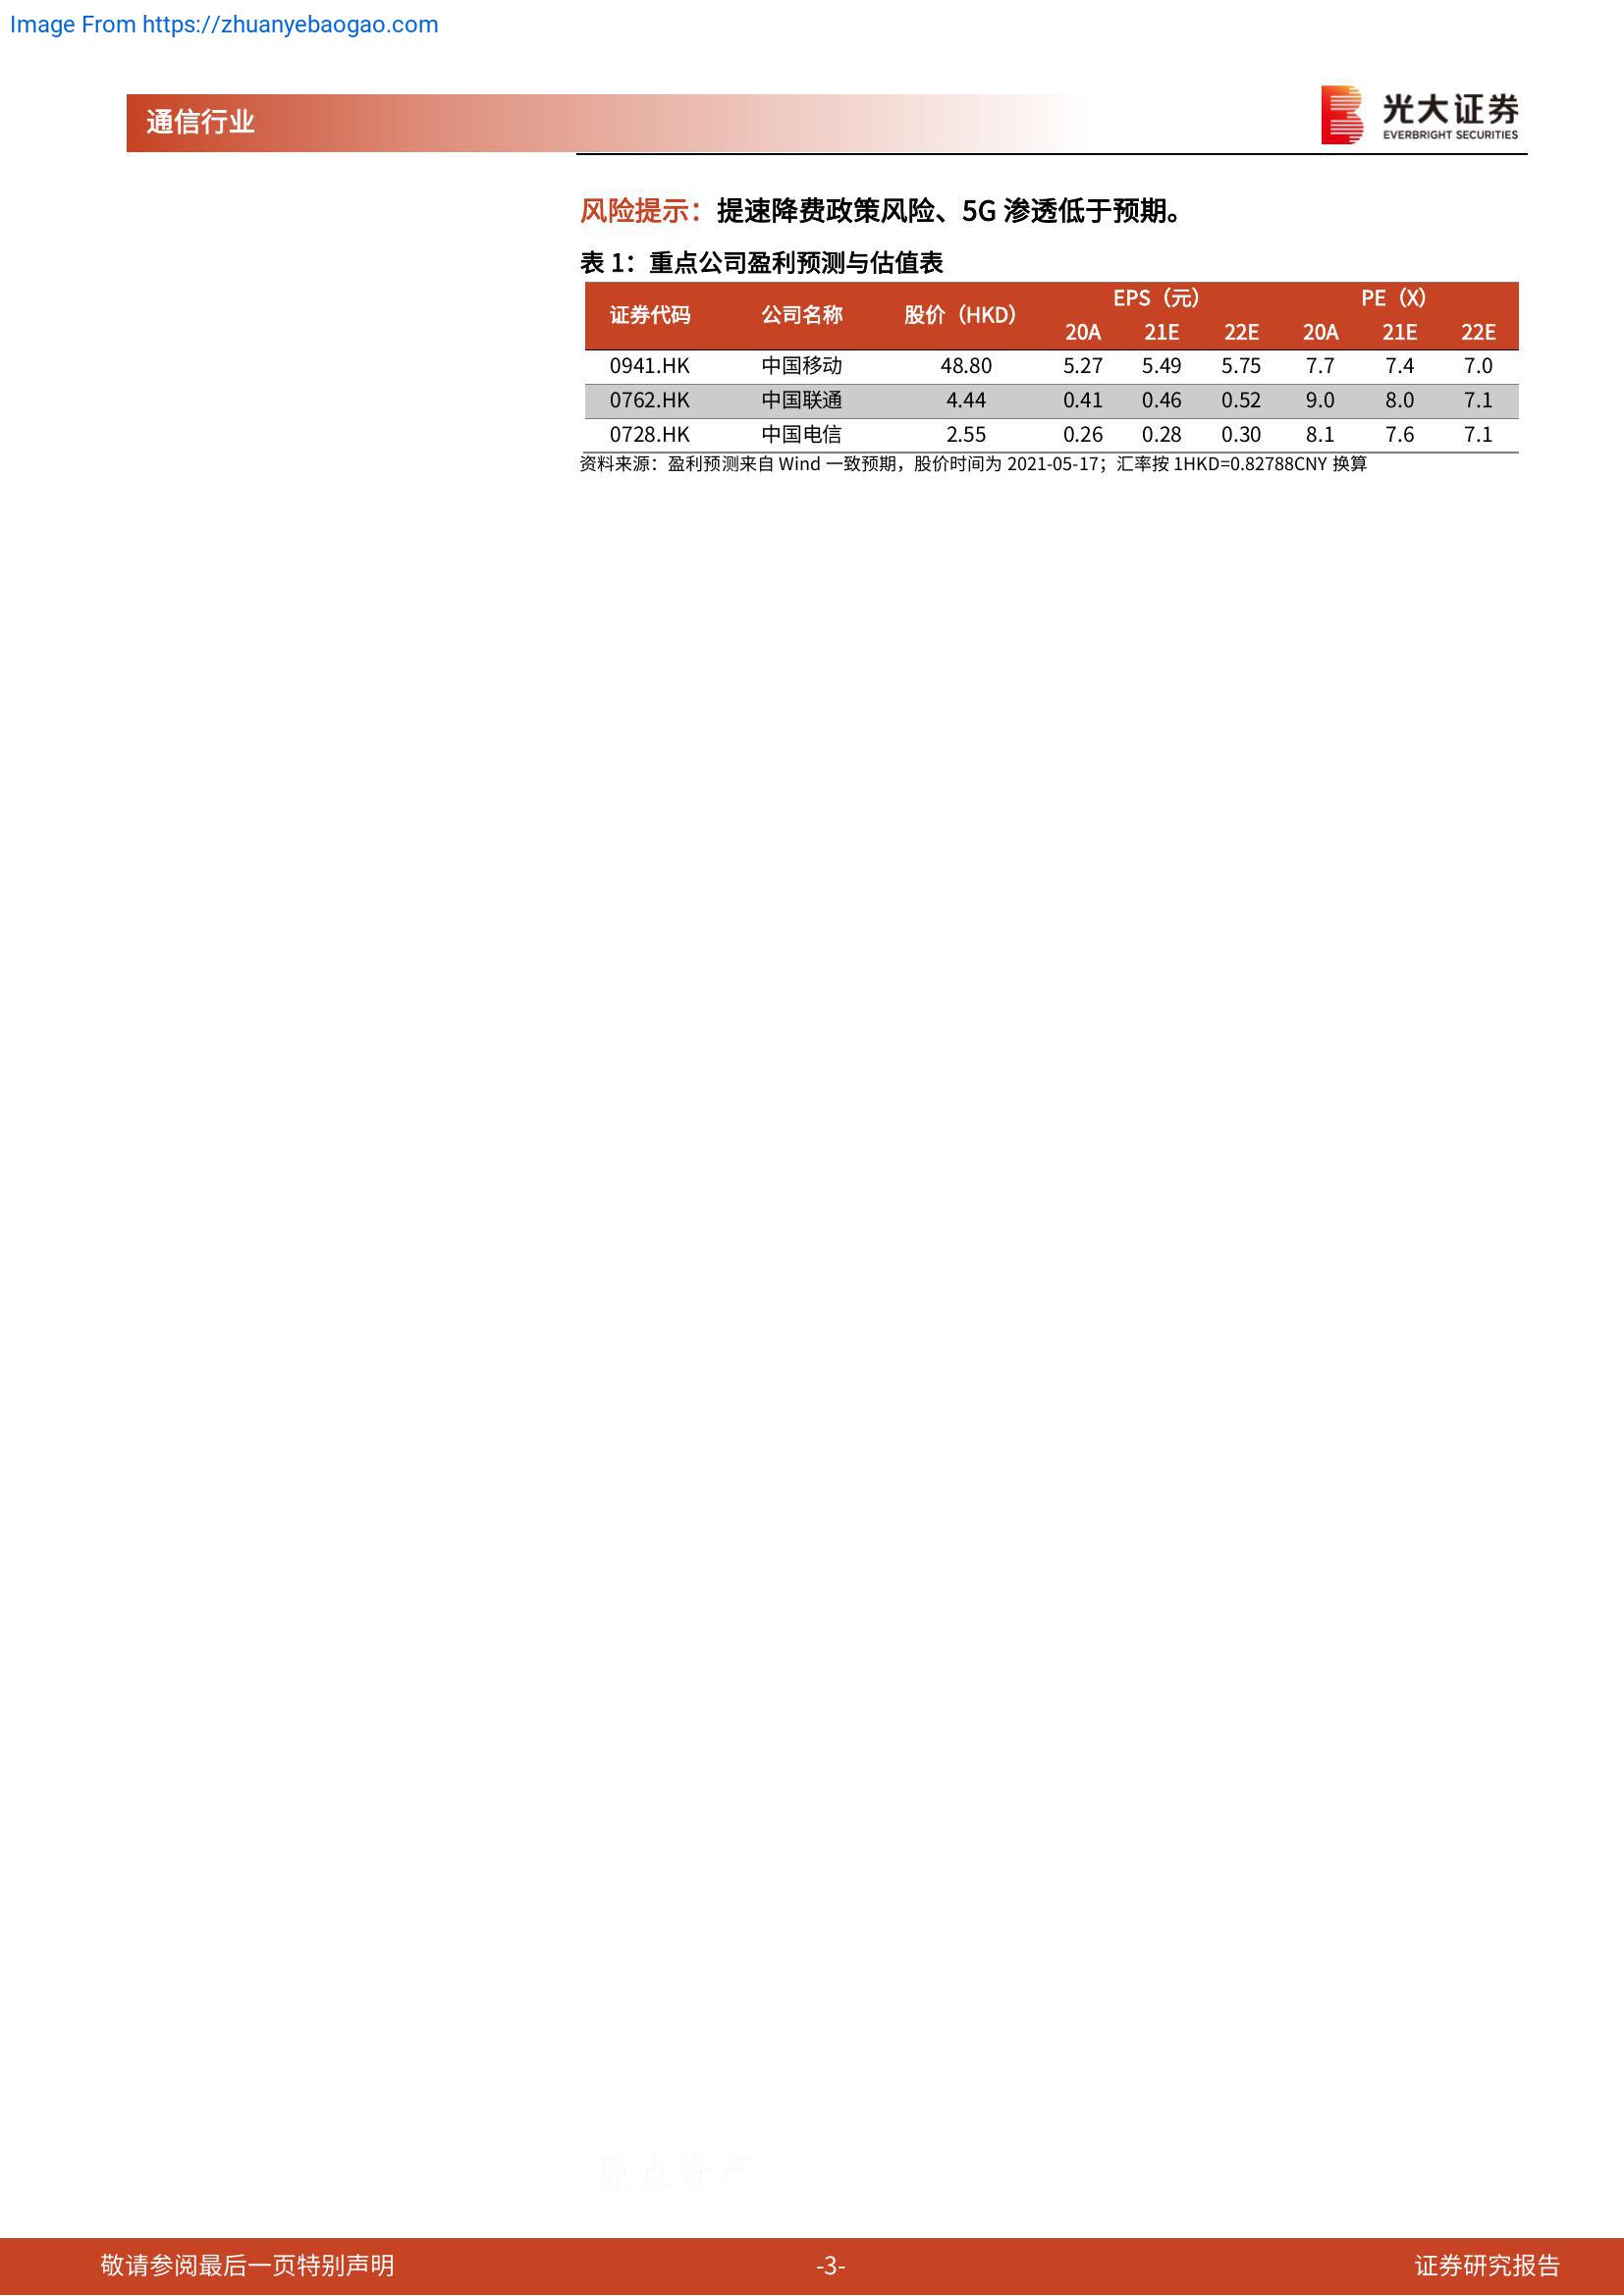 Image From https://zhuanyebaogao.com
通信行业
光大证券
EVERBRIGHT SECURITIES
风险提示：提速降费政策风险、5G 渗透低于预期。
表 1：重点公司盈利预测与估值表
证券代码 公司名称 股价（HKD） EPS（元） PE（X）
20A 21E 22E 20A 21E 22E
0941.HK 中国移动 48.80 5.27 5.49 5.75 7.7 7.4 7.0
0762.HK 中国联通 4.44 0.41 0.46 0.52 9.0 8.0 7.1
0728.HK 中国电信 2.55 0.26 0.28 0.30 8.1 7.6 7.1
资料来源：盈利预测来自 Wind 一致预期，股价时间为 2021-05-17；汇率按 1HKD=0.82788CNY 换算
原点资产
敬请参阅最后一页特别声明 -3- 证券研究报告